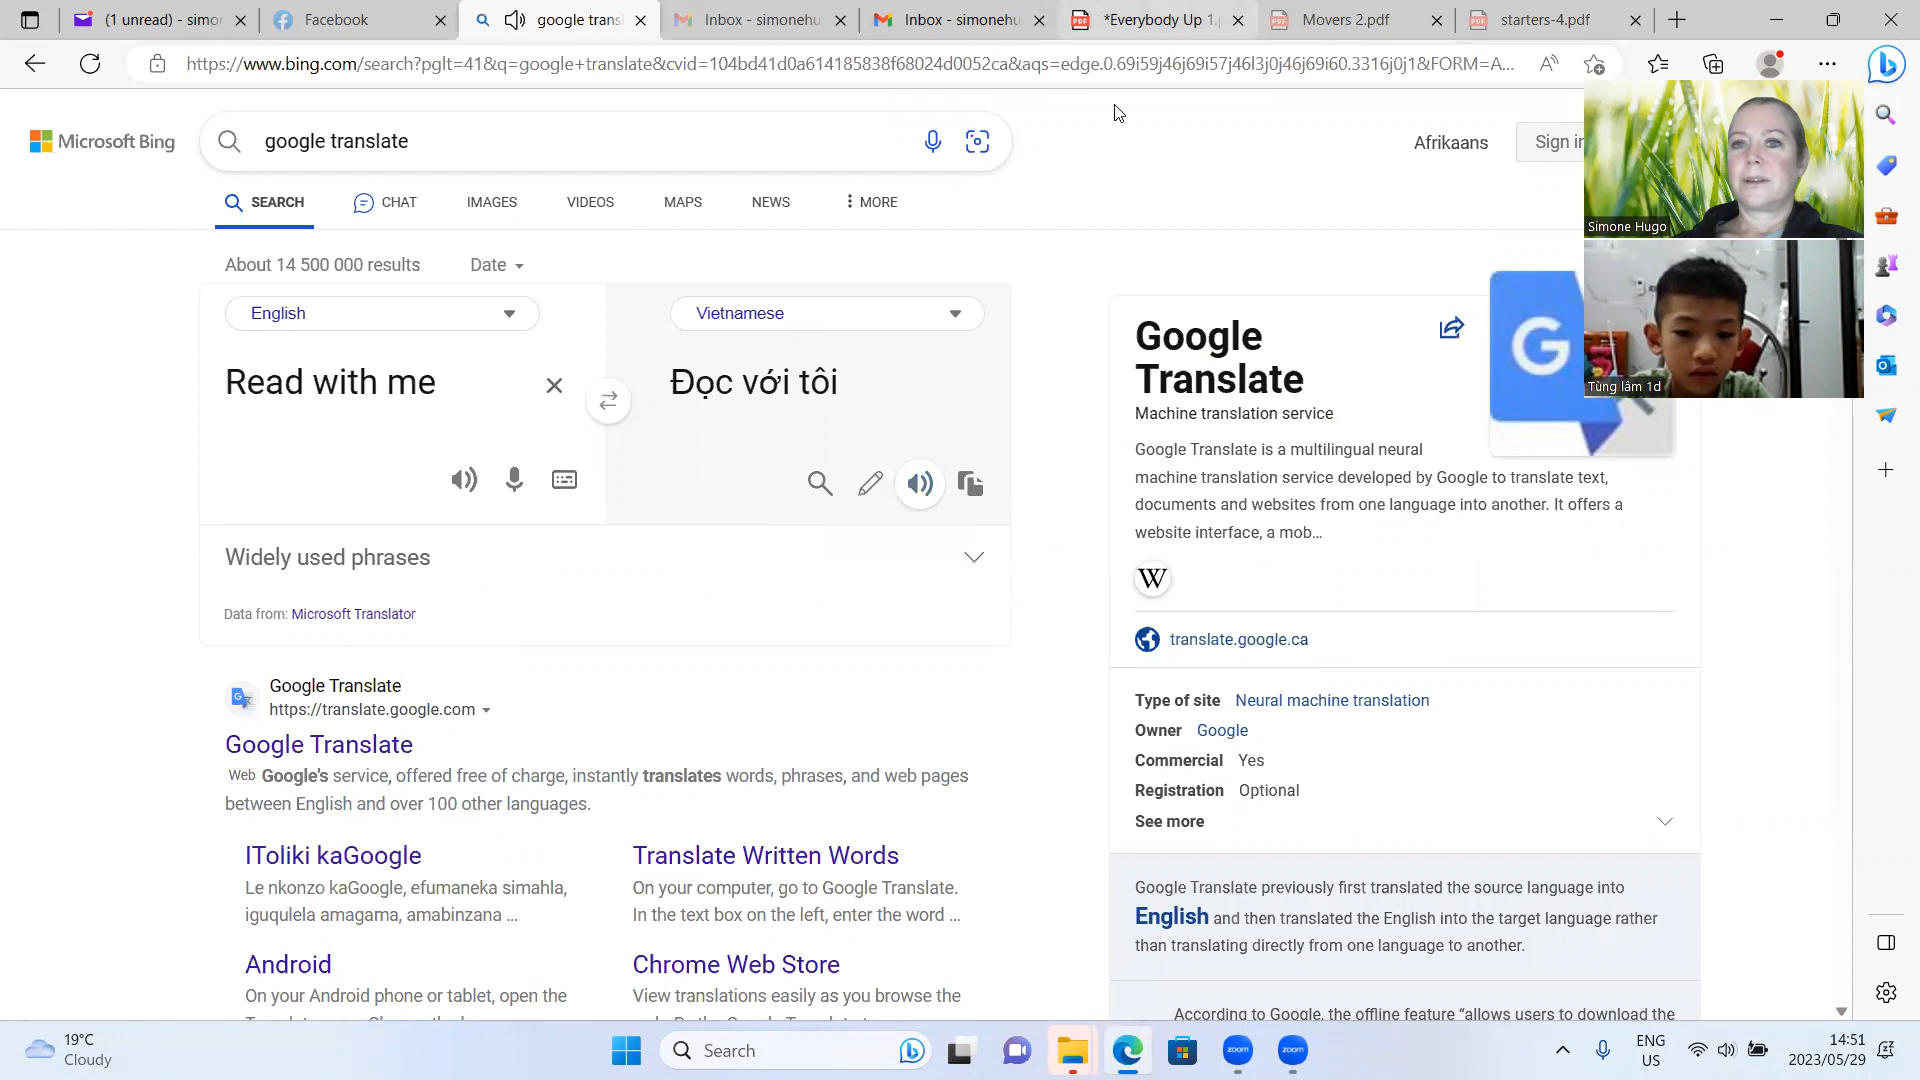 (1 unread) - simon
Facebook
google transl
Inbox - simonehu
Inbox - simonehu
*Everybody Up 1.p
Movers 2.pdf
starters-4.pdf
https://www.bing.com/search?pglt=41&q=google+translate&cvid=104bd41d0a614185838f68024d0052ca&aqs=edge.0.69i59j46j69i57j46l3j0j46j69i60.3316j0j1&FORM=A...
Microsoft Bing
google translate
Afrikaans
Sign in
SEARCH
CHAT
IMAGES
VIDEOS
MAPS
NEWS
MORE
Simone Hugo
Tùng lâm 1d
About 14 500 000 results
Date
English
Vietnamese
Read with me
Đọc với tôi
Widely used phrases
Data from: Microsoft Translator
Google Translate
https://translate.google.com
Google Translate
Web Google's service, offered free of charge, instantly translates words, phrases, and web pages
between English and over 100 other languages.
IToliki kaGoogle
Le nkonzo kaGoogle, efumaneka simahla,
iguqulela amagama, amabinzana ...
Translate Written Words
On your computer, go to Google Translate.
In the text box on the left, enter the word ...
Android
On your Android phone or tablet, open the
Chrome Web Store
View translations easily as you browse the
Google
Translate
Machine translation service
Google Translate is a multilingual neural
machine translation service developed by Google to translate text,
documents and websites from one language into another. It offers a
website interface, a mob...
W
translate.google.ca
Type of site Neural machine translation
Owner Google
Commercial Yes
Registration Optional
See more
Google Translate previously first translated the source language into
English and then translated the English into the target language rather
than translating directly from one language to another.
According to Google, the offline feature "allows users to download the
G
19°C
Cloudy
Search
zoom
zoom
ENG
US
14:51
2023/05/29